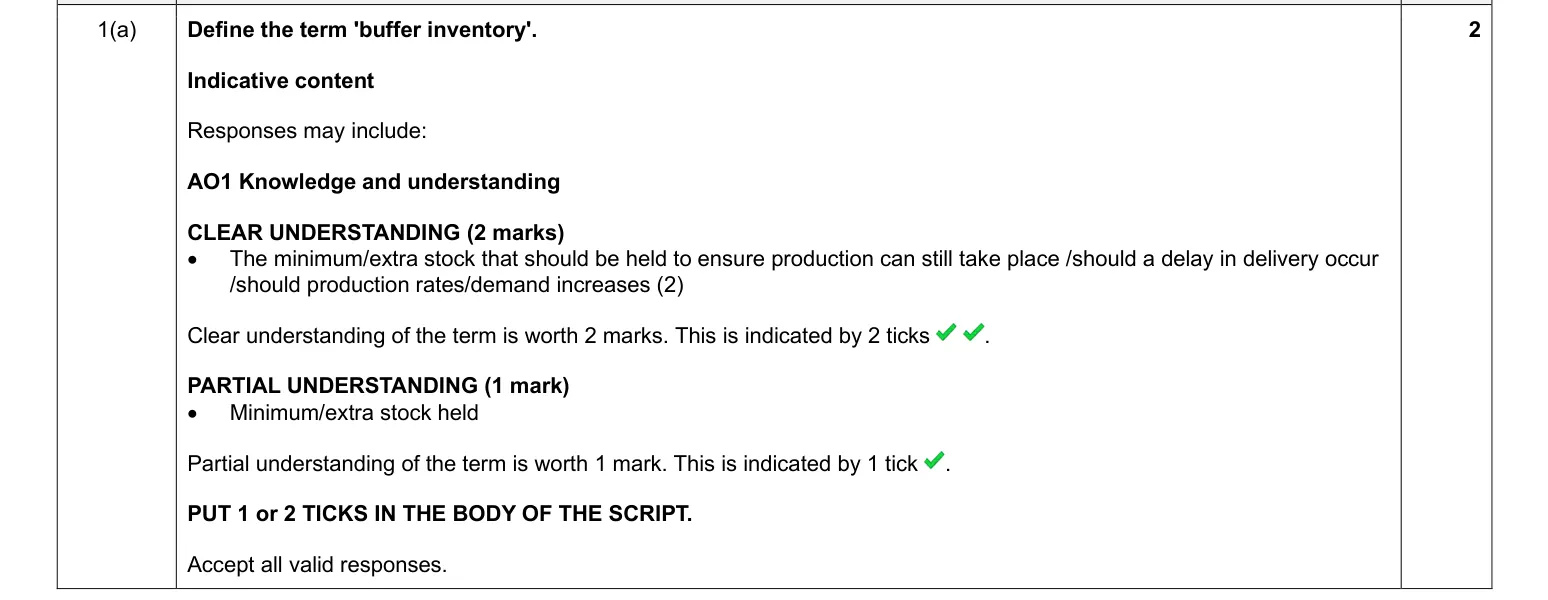 1(a)
Define the term 'buffer inventory'.
2
Indicative content
Responses may include:
AO1 Knowledge and understanding
CLEAR UNDERSTANDING (2 marks)
• The minimum/extra stock that should be held to ensure production can still take place /should a delay in delivery occur
/should production rates/demand increases (2)
Clear understanding of the term is worth 2 marks. This is indicated by 2 ticks ✓ ✓.
PARTIAL UNDERSTANDING (1 mark)
• Minimum/extra stock held
Partial understanding of the term is worth 1 mark. This is indicated by 1 tick ✓.
PUT 1 or 2 TICKS IN THE BODY OF THE SCRIPT.
Accept all valid responses.